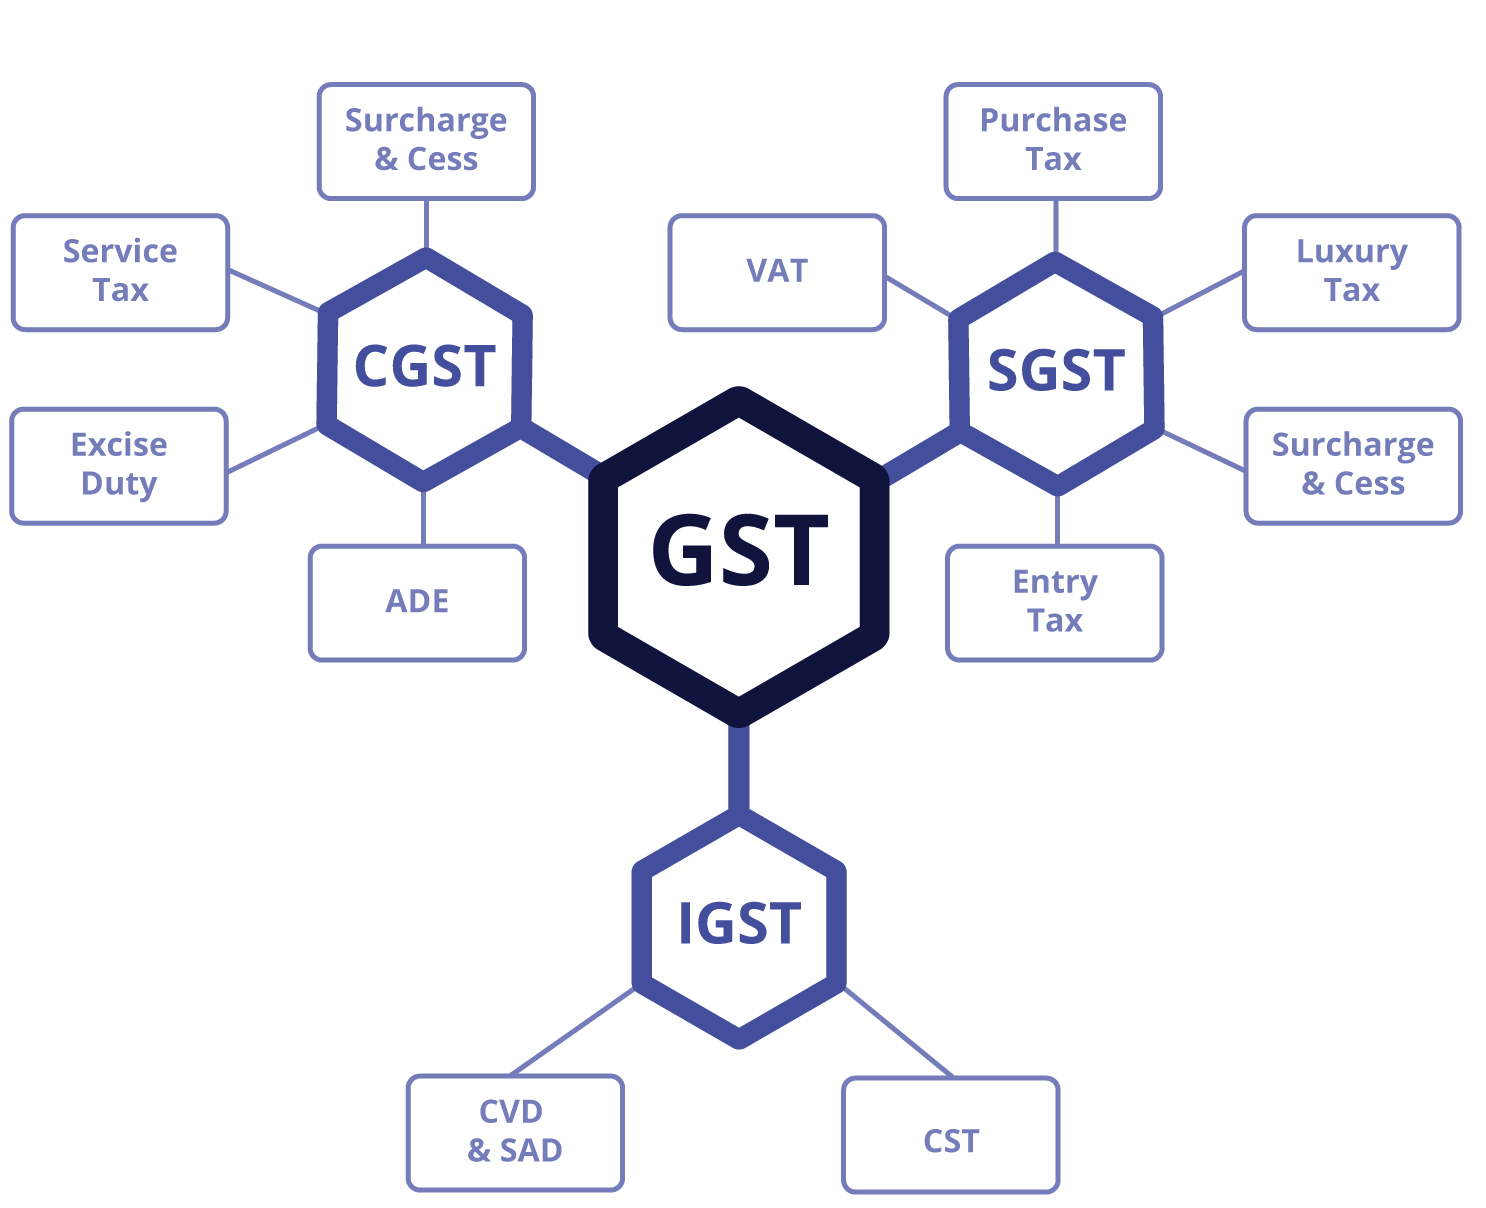 Surcharge
& Cess
Service
Tax
CGST
Excise
Duty
ADE
Purchase
Tax
VAT
Luxury
Tax
SGST
Surcharge
& Cess
Entry
Tax
GST
IGST
CVD
& SAD
CST